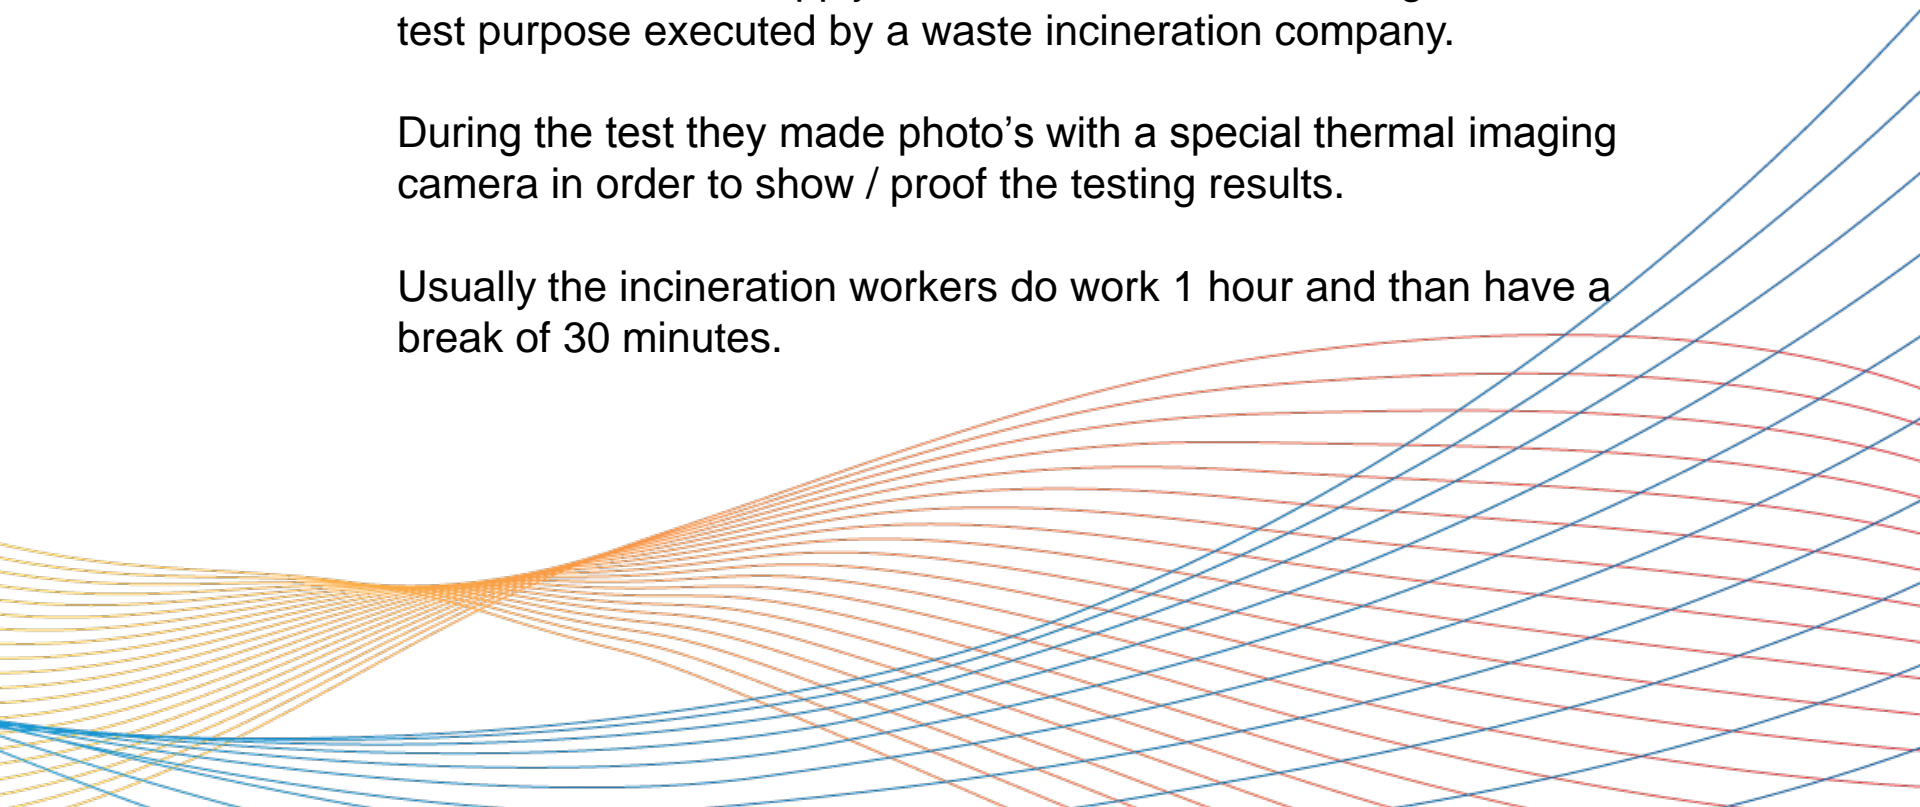 test purpose executed by a waste incineration company.
During the test they made photo’s with a special thermal imaging
camera in order to show / proof the testing results.
Usually the incineration workers do work 1 hour and than have a
break of 30 minutes.